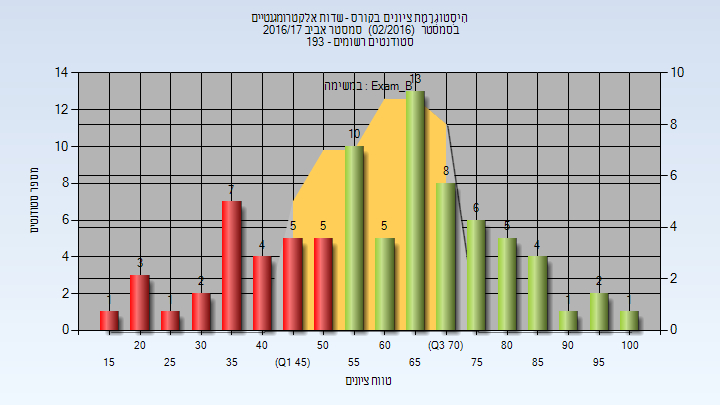 היסטוגרמת ציונים בקורס - שדות אלקטרומגנטיים
בסמסטר (02/2016) סמסטר אביב 2016/17
סטודנטים רשומים - 193
במשימה : Exam_B
מספר סטודנטים
14 12 10 8 6 4 2 0
10 8 6 4 2 0
1 3 1 2 7 4 5 5 10 5 13 8 6 5 4 1 2 1
20 30 40 50 60 (Q3 70) 80 90 100
15 25 35 (Q1 45) 55 65 75 85 95
טווח ציונים